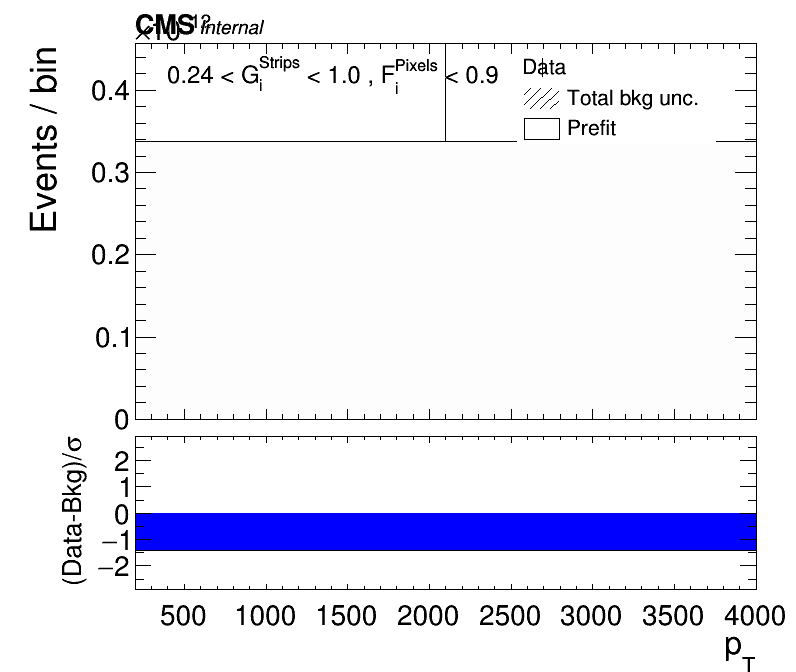 CMS Internal
×10
0.24 < G_i^Strips < 1.0 , F_i^Pixels < 0.9
Data
Total bkg unc.
Prefit
Events / bin
0.4
0.3
0.2
0.1
0
(Data-Bkg)/σ
2
1
0
−1
−2
500 1000 1500 2000 2500 3000 3500 4000
p_T